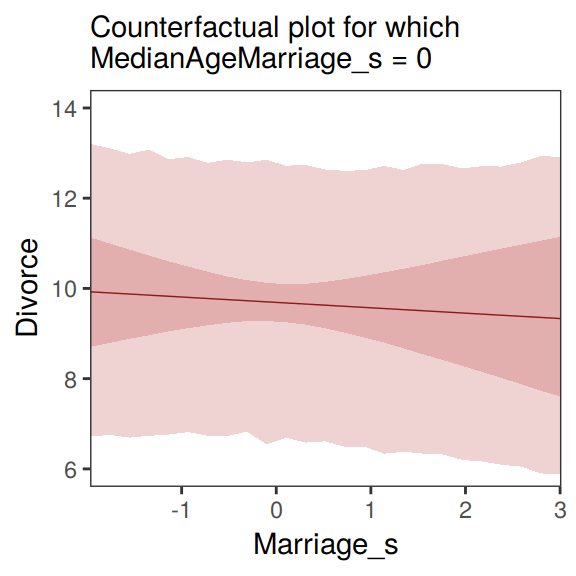 Counterfactual plot for which
MedianAgeMarriage_s = 0
14
12
10
8
6
Divorce
-1 0 1 2 3
Marriage_s